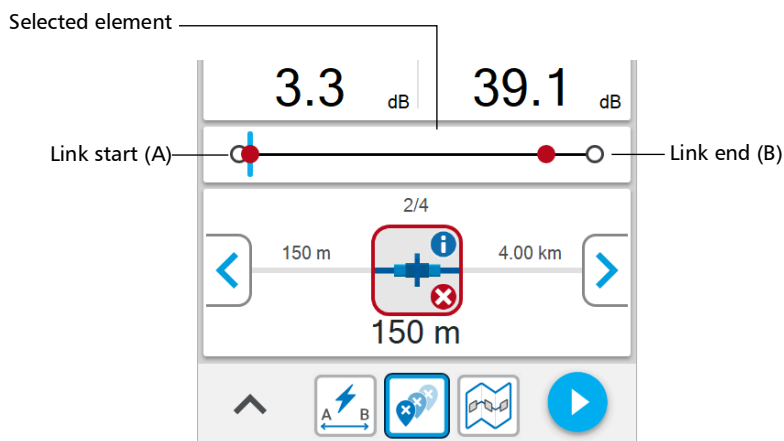 Selected element
3.3 dB 39.1 dB
Link start (A) Link end (B)
2/4
150 m 4.00 km
150 m
A B